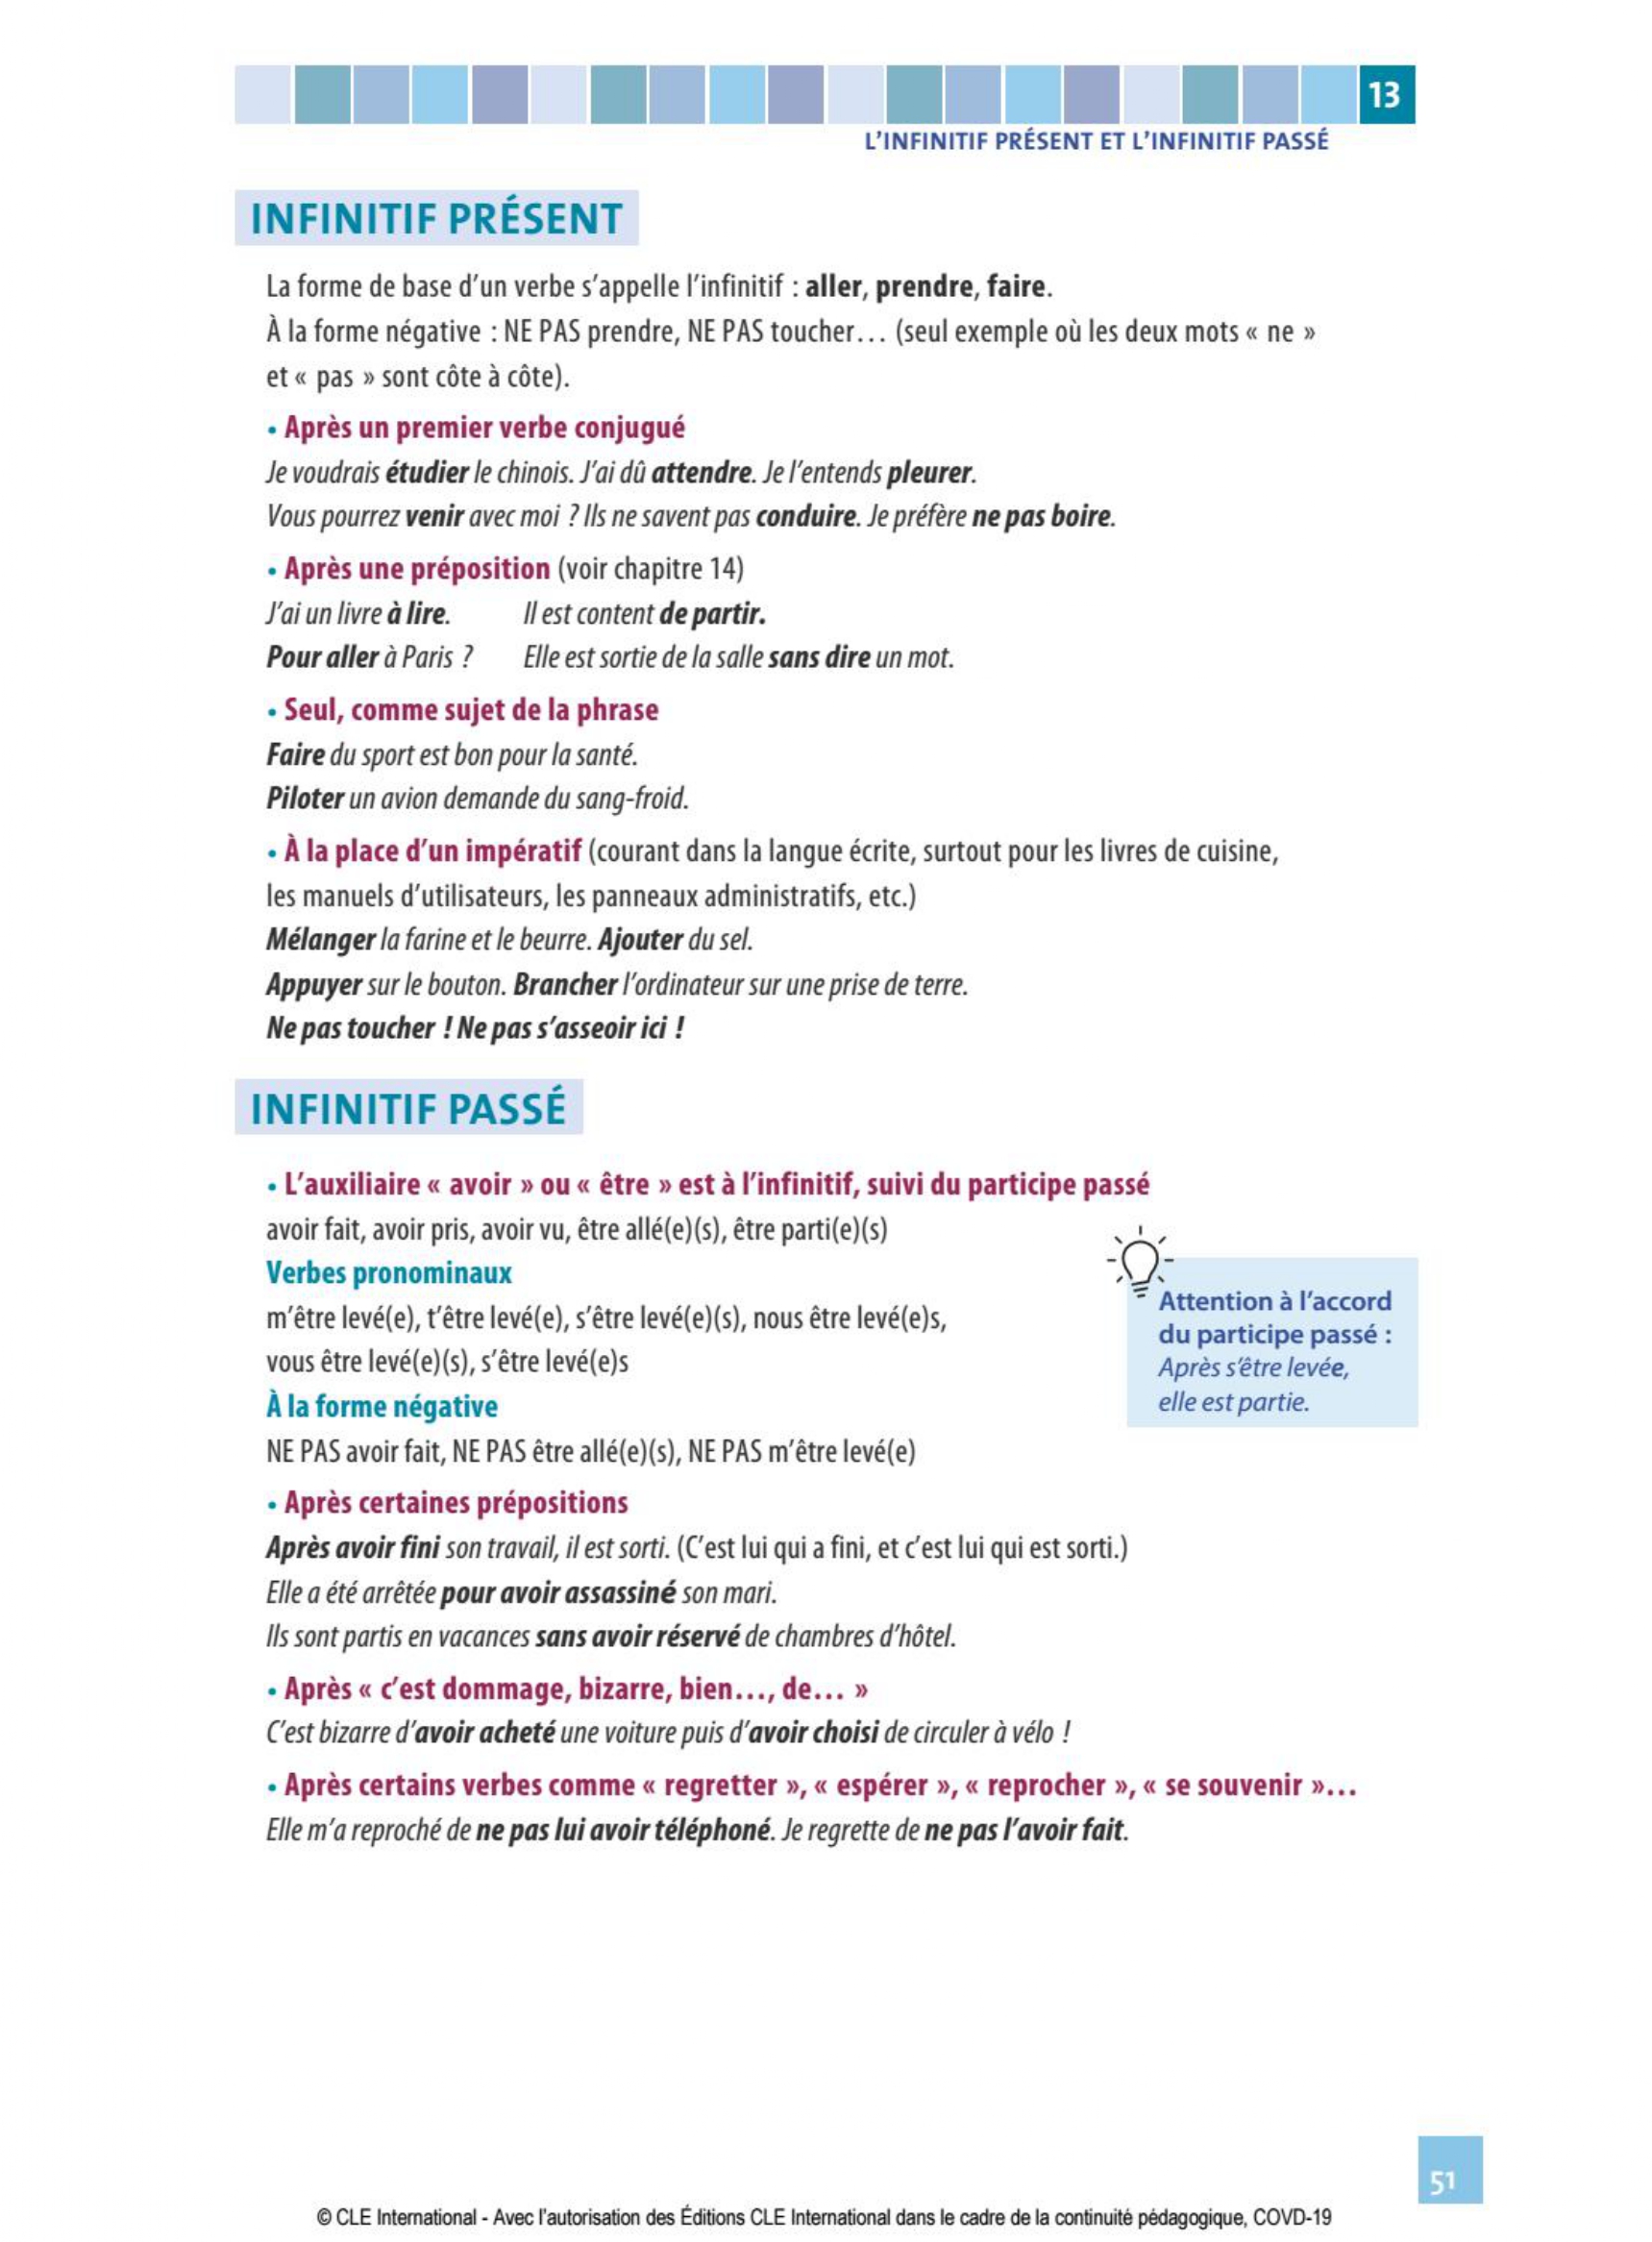 13
L'INFINITIF PRÉSENT ET L'INFINITIF PASSÉ
INFINITIF PRÉSENT
La forme de base d'un verbe s'appelle l'infinitif : aller, prendre, faire.
À la forme négative : NE PAS prendre, NE PAS toucher... (seul exemple où les deux mots « ne »
et « pas » sont côte à côte).
• Après un premier verbe conjugué
Je voudrais étudier le chinois. J'ai dû attendre. Je l'entends pleurer.
Vous pourrez venir avec moi ? Ils ne savent pas conduire. Je préfère ne pas boire.
• Après une préposition (voir chapitre 14)
J'ai un livre à lire. Il est content de partir.
Pour aller à Paris ? Elle est sortie de la salle sans dire un mot.
• Seul, comme sujet de la phrase
Faire du sport est bon pour la santé.
Piloter un avion demande du sang-froid.
• À la place d'un impératif (courant dans la langue écrite, surtout pour les livres de cuisine,
les manuels d'utilisateurs, les panneaux administratifs, etc.)
Mélanger la farine et le beurre. Ajouter du sel.
Appuyer sur le bouton. Brancher l'ordinateur sur une prise de terre.
Ne pas toucher ! Ne pas s'asseoir ici !
INFINITIF PASSÉ
• L'auxiliaire « avoir » ou « être » est à l'infinitif, suivi du participe passé
avoir fait, avoir pris, avoir vu, être allé(e)(s), être parti(e)(s)
Verbes pronominaux
m'être levé(e), t'être levé(e), s'être levé(e)(s), nous être levé(e)s,
vous être levé(e)(s), s'être levé(e)s
À la forme négative
NE PAS avoir fait, NE PAS être allé(e)(s), NE PAS m'être levé(e)
Attention à l'accord
du participe passé :
Après s'être levée,
elle est partie.
• Après certaines prépositions
Après avoir fini son travail, il est sorti. (C'est lui qui a fini, et c'est lui qui est sorti.)
Elle a été arrêtée pour avoir assassiné son mari.
Ils sont partis en vacances sans avoir réservé de chambres d'hôtel.
• Après « c'est dommage, bizarre, bien..., de... »
C'est bizarre d'avoir acheté une voiture puis d'avoir choisi de circuler à vélo !
• Après certains verbes comme « regretter », « espérer », « reprocher », « se souvenir »...
Elle m'a reproché de ne pas lui avoir téléphoné. Je regrette de ne pas l'avoir fait.
51
© CLE International - Avec l'autorisation des Éditions CLE International dans le cadre de la continuité pédagogique, COVD-19